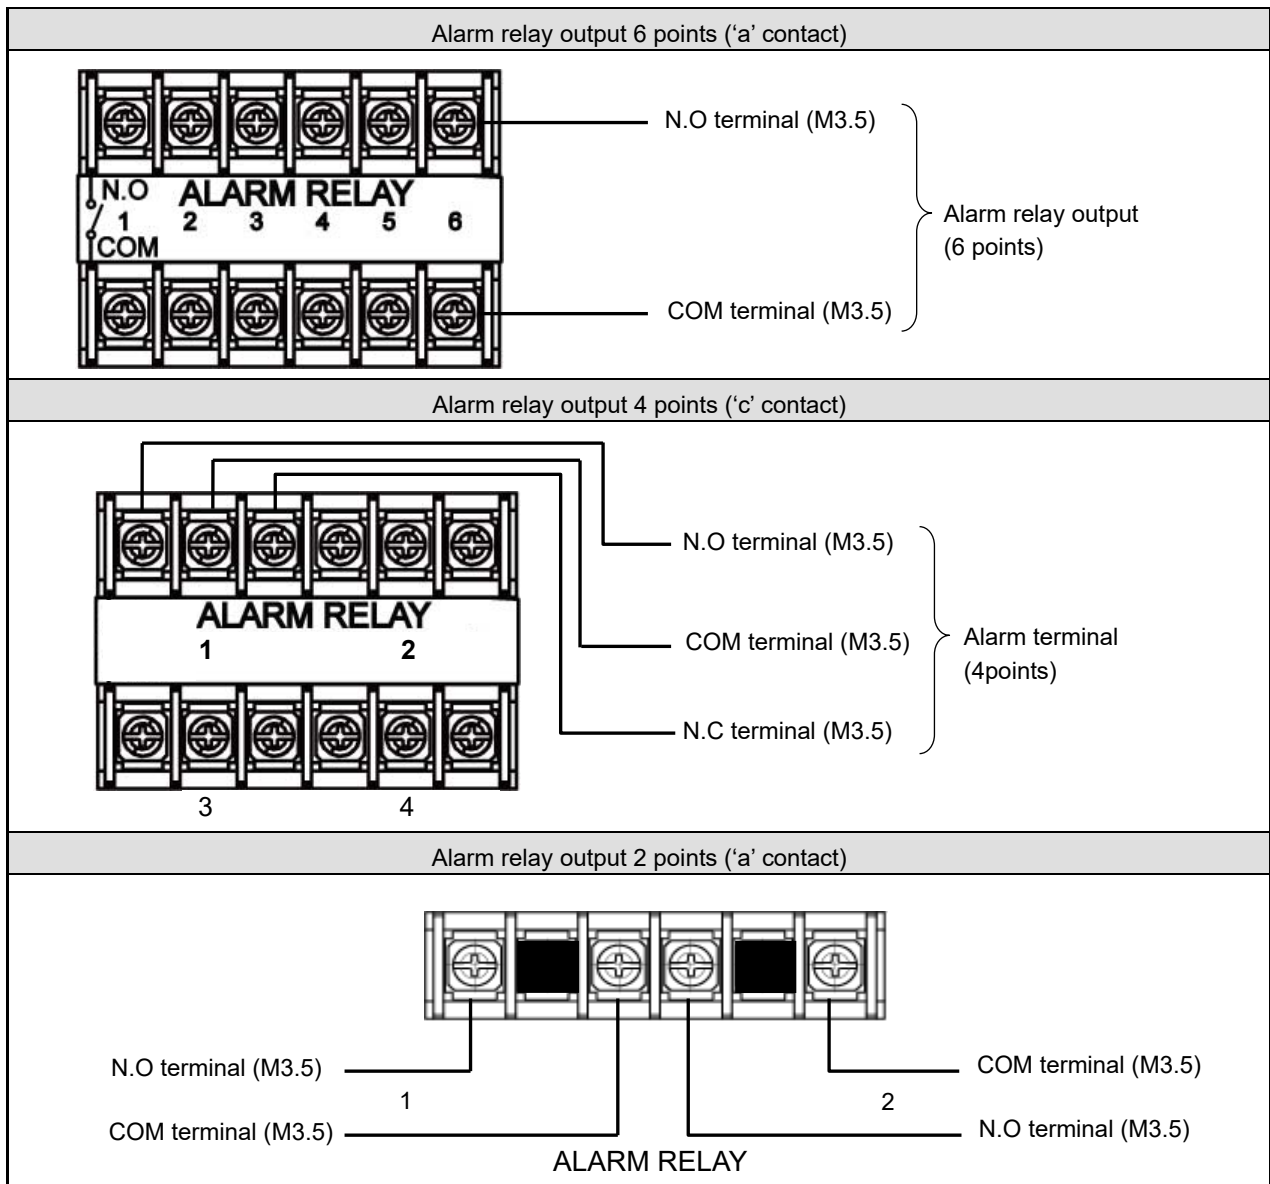 Alarm relay output 6 points (‘a’ contact)
N.O terminal (M3.5)
N.O ALARM RELAY
1 2 3 4 5 6
COM
Alarm relay output
(6 points)
COM terminal (M3.5)
Alarm relay output 4 points (‘c’ contact)
N.O terminal (M3.5)
ALARM RELAY
1 2
COM terminal (M3.5)
Alarm terminal
(4points)
N.C terminal (M3.5)
3 4
Alarm relay output 2 points (‘a’ contact)
N.O terminal (M3.5)
COM terminal (M3.5)
1 2
COM terminal (M3.5)
N.O terminal (M3.5)
ALARM RELAY